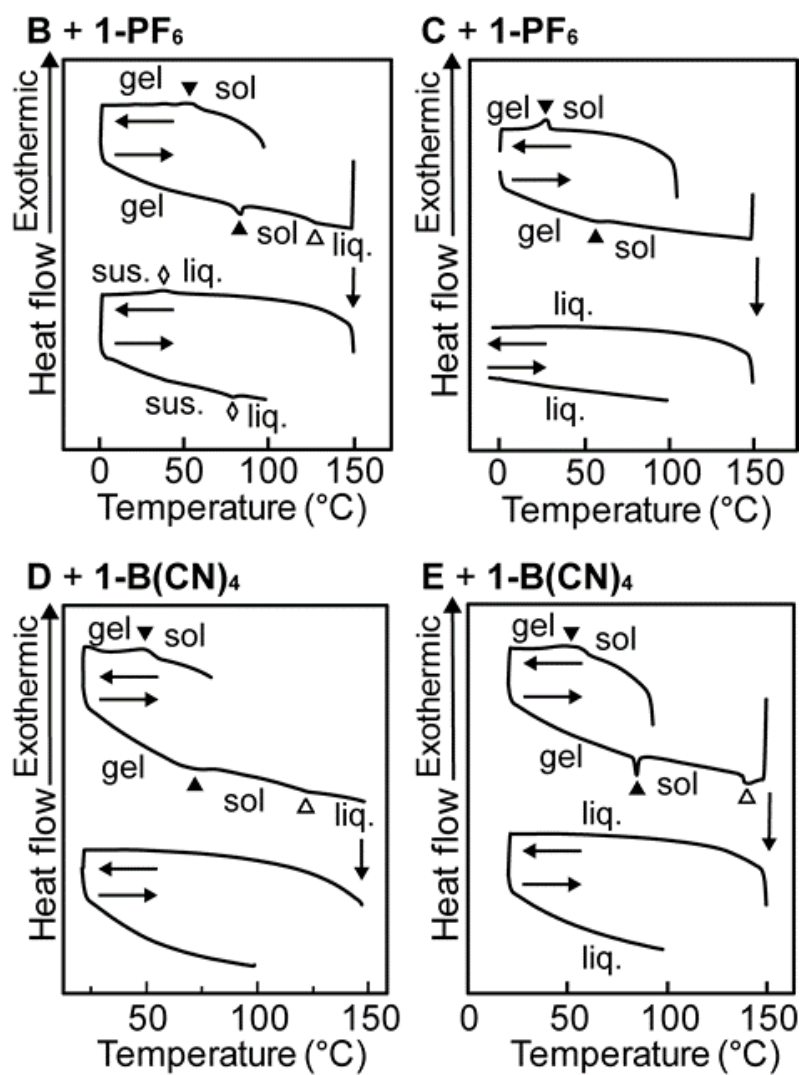 B + 1-PF₆
Exothermic
Heat flow
gel ▼ sol
gel
▲ sol △ liq.
sus. ◊ liq.
sus. ◊ liq.
0 50 100 150
Temperature (°C)
C + 1-PF₆
Exothermic
Heat flow
gel ▼ sol
gel ▲ sol
liq.
liq.
0 50 100 150
Temperature (°C)
D + 1-B(CN)₄
Exothermic
Heat flow
gel ▼ sol
gel ▲ sol △ liq.
50 100 150
Temperature (°C)
E + 1-B(CN)₄
Exothermic
Heat flow
gel ▼ sol
gel ▲ sol △
liq.
liq.
0 50 100 150
Temperature (°C)